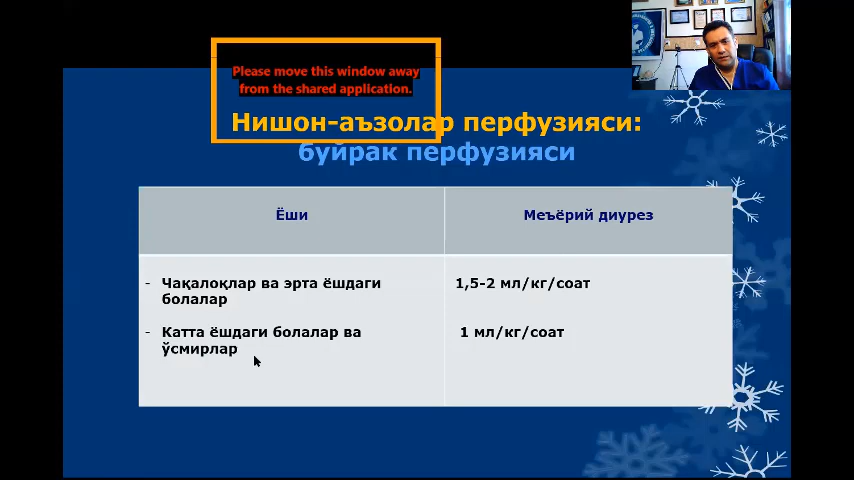 Please move this window away
from the shared application.
Нишон-аъзолар перфузияси:
буйрак перфузияси
Ёши
Меъёрий диурез
- Чақалоқлар ва эрта ёшдаги
болалар
1,5-2 мл/кг/соат
- Катта ёшдаги болалар ва
ўсмирлар
1 мл/кг/соат